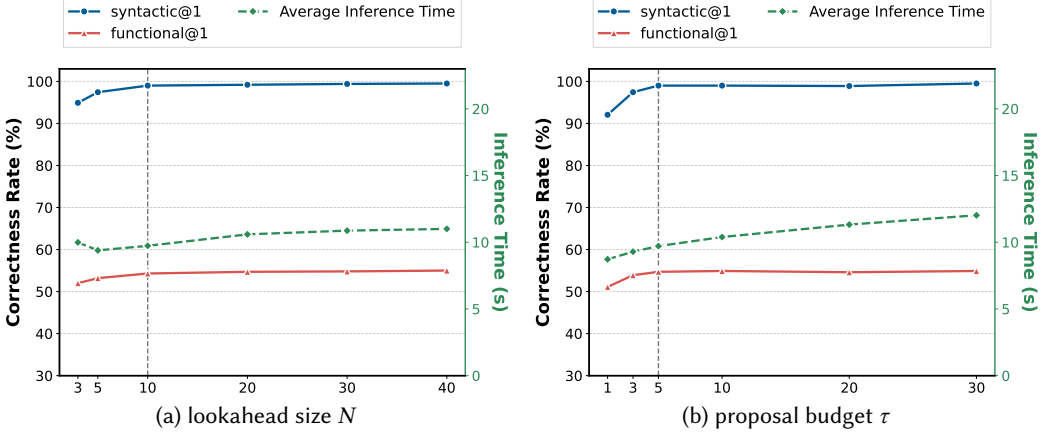 syntactic@1
functional@1
Average Inference Time
Correctness Rate (%)
100
90
80
70
60
50
40
30
20
15
10
5
0
Inference Time (s)
3 5 10 20 30 40
(a) lookahead size N
syntactic@1
functional@1
Average Inference Time
Correctness Rate (%)
100
90
80
70
60
50
40
30
20
15
10
5
0
Inference Time (s)
1 3 5 10 20 30
(b) proposal budget τ